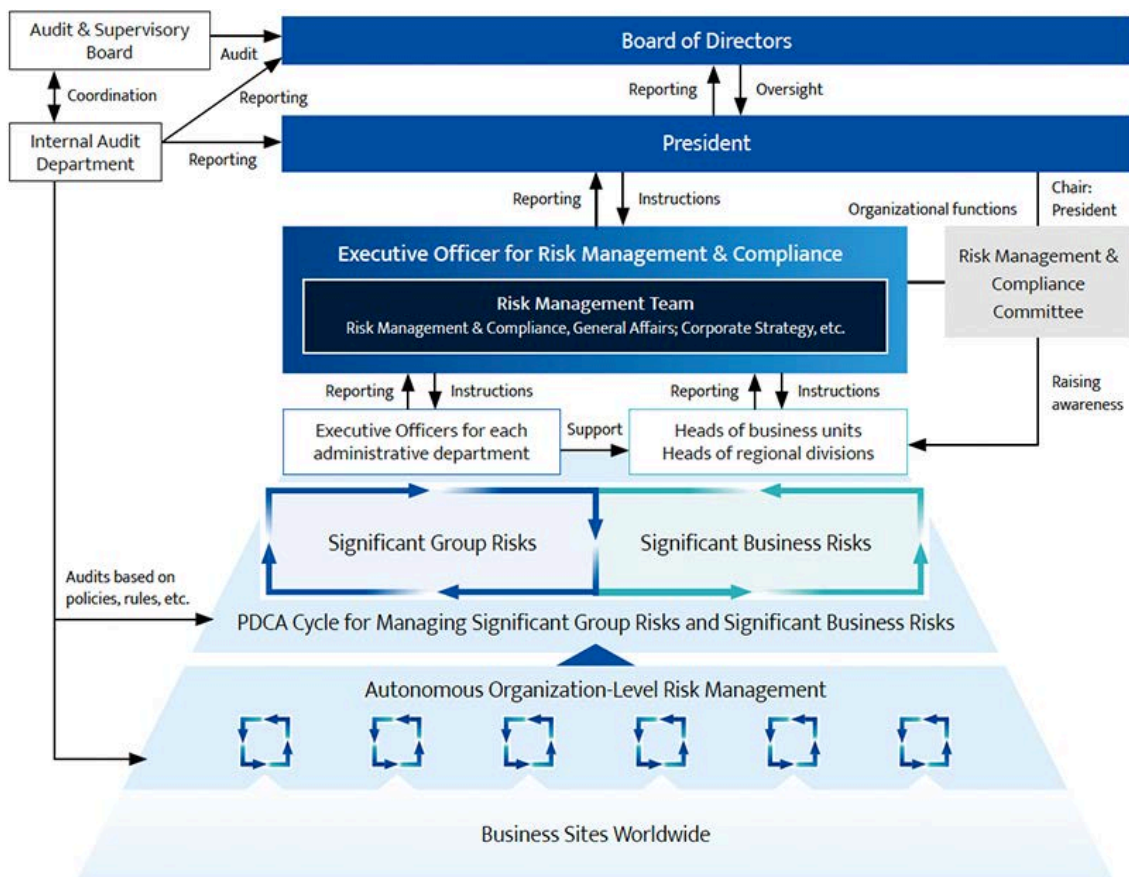 Audit & Supervisory
Board
Audit
Board of Directors
Coordination
Reporting
Reporting
Oversight
Internal Audit
Department
Reporting
President
Reporting
Instructions
Organizational functions
Chair:
President
Executive Officer for Risk Management & Compliance
Risk Management Team
Risk Management & Compliance, General Affairs; Corporate Strategy, etc.
Risk Management &
Compliance
Committee
Reporting
Instructions
Reporting
Instructions
Raising
awareness
Executive Officers for each
administrative department
Support
Heads of business units
Heads of regional divisions
Significant Group Risks
Significant Business Risks
Audits based on
policies, rules, etc.
PDCA Cycle for Managing Significant Group Risks and Significant Business Risks
Autonomous Organization-Level Risk Management
Business Sites Worldwide